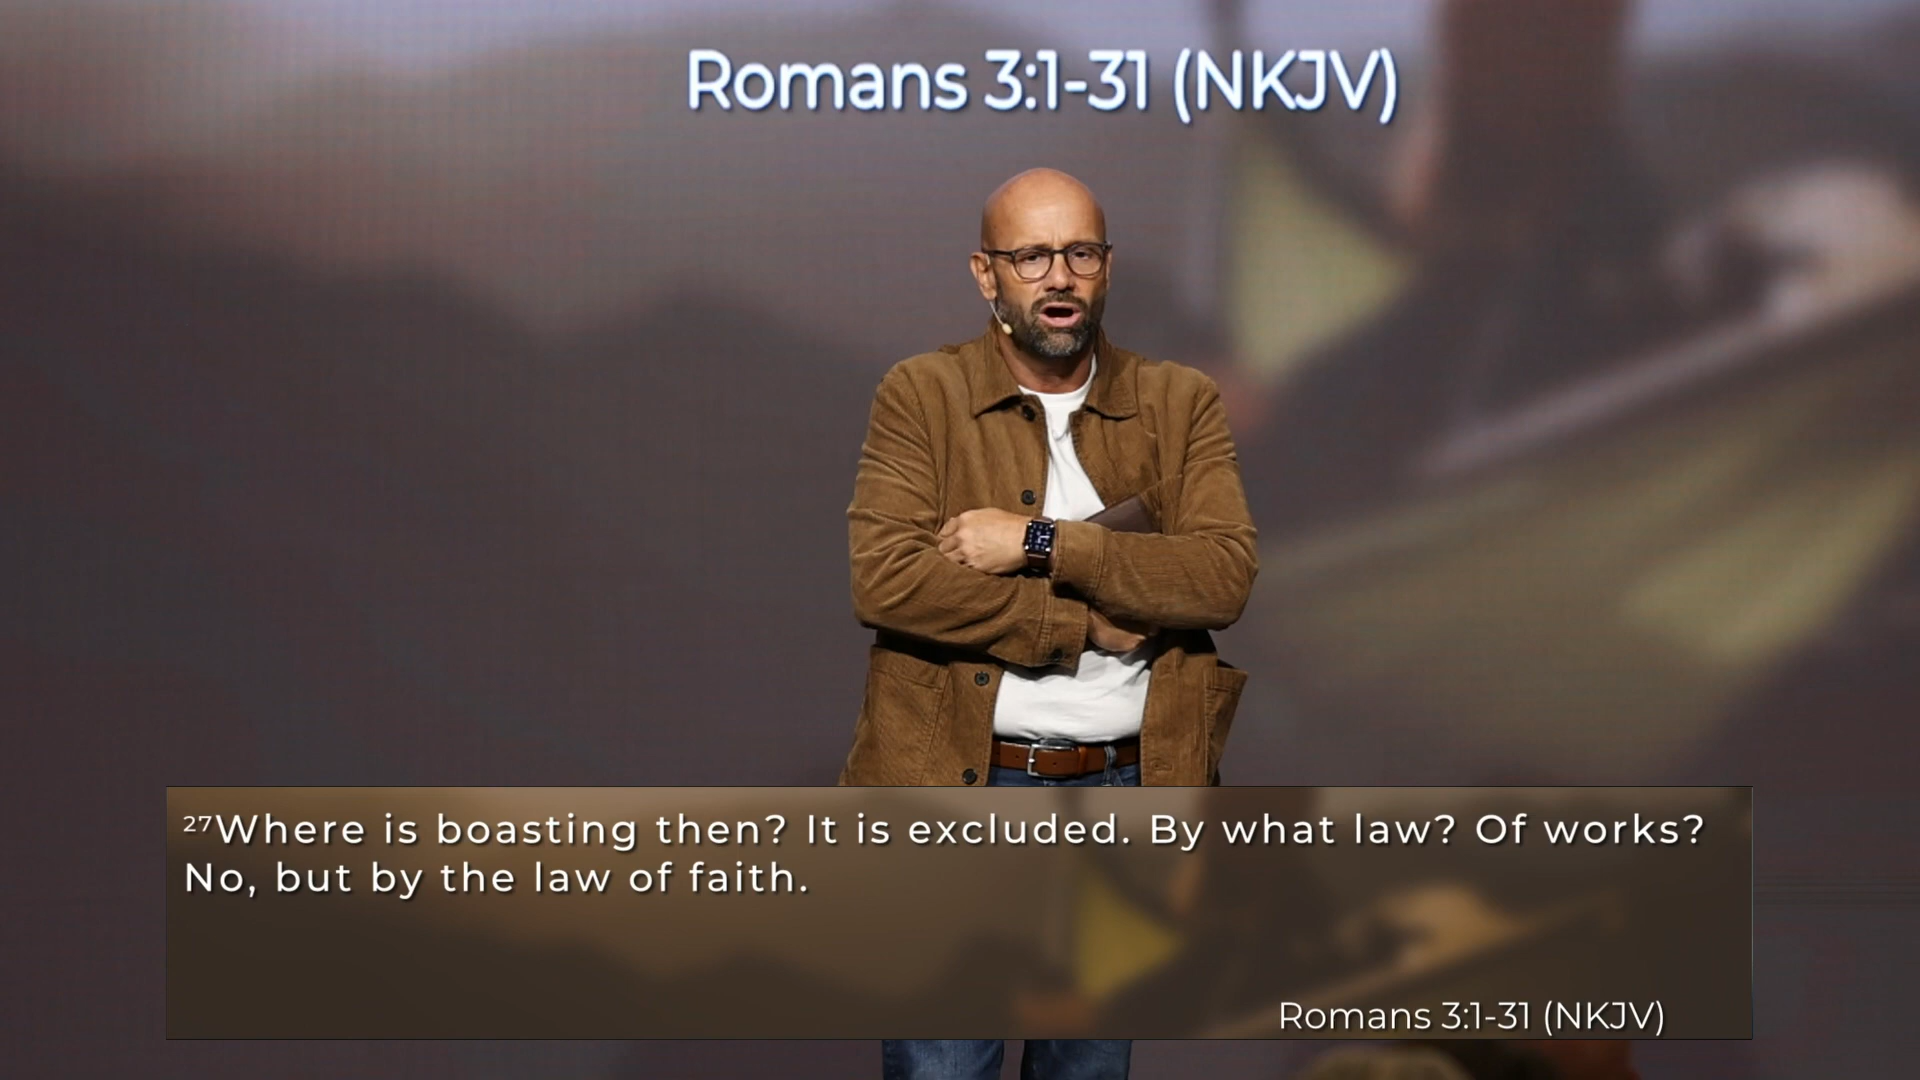 Romans 3:1-31 (NKJV)
²⁷Where is boasting then? It is excluded. By what law? Of works?
No, but by the law of faith.
Romans 3:1-31 (NKJV)